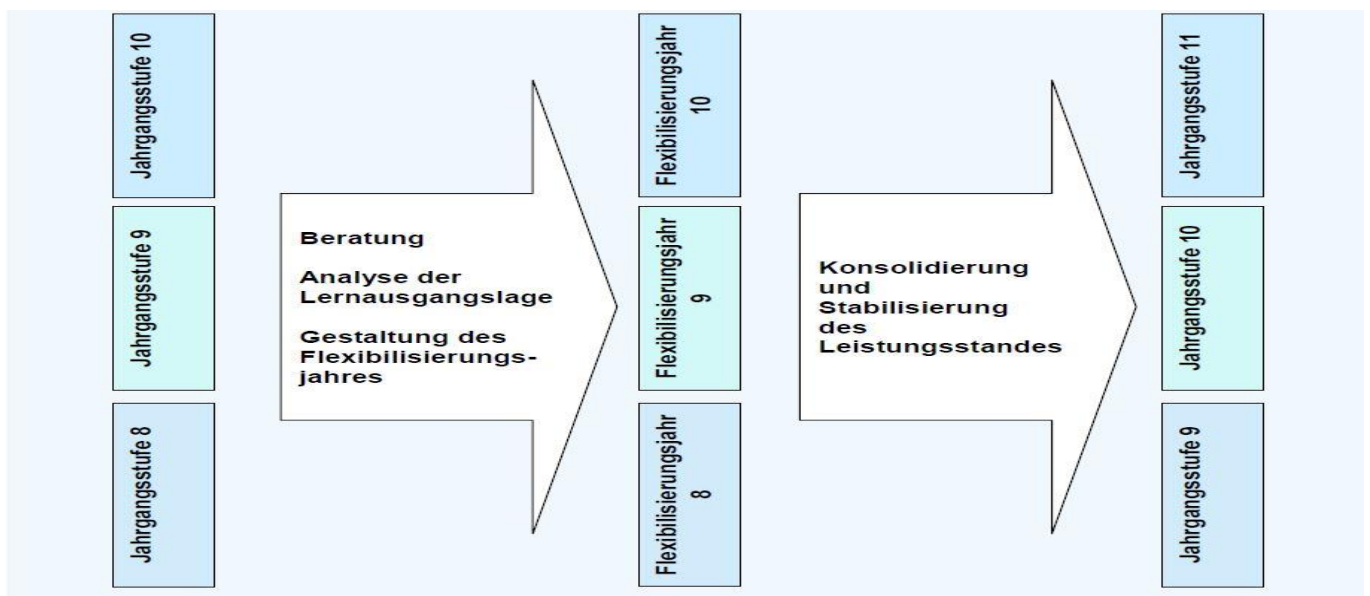 Jahrgangsstufe 10
Jahrgangsstufe 9
Jahrgangsstufe 8
Beratung
Analyse der
Lernausgangslage
Gestaltung des
Flexibilisierungs-
jahres
Flexibilisierungsjahr
10
Flexibilisierungsjahr
9
Flexibilisierungsjahr
8
Konsolidierung
und
Stabilisierung
des
Leistungsstandes
Jahrgangsstufe 11
Jahrgangsstufe 10
Jahrgangsstufe 9